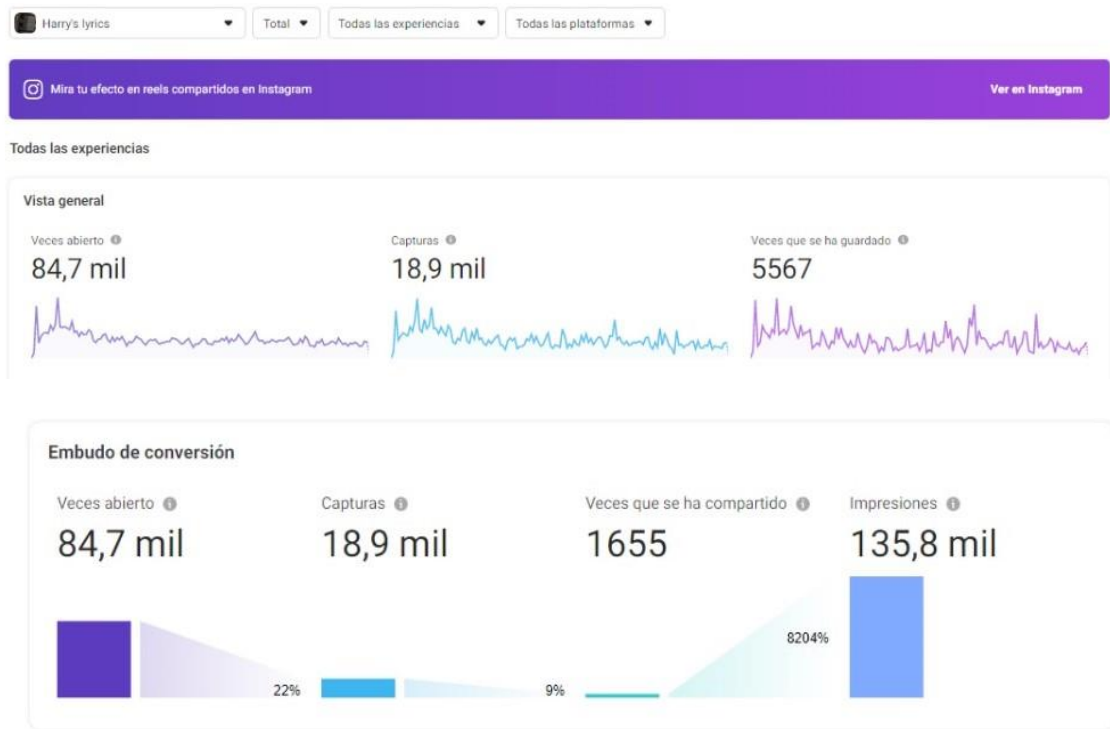 Harry's lyrics Total Todas las experiencias Todas las plataformas
Mira tu efecto en reels compartidos en Instagram Ver en Instagram
Todas las experiencias
Vista general
Veces abierto Capturas Veces que se ha guardado
84,7 mil 18,9 mil 5567
Embudo de conversión
Veces abierto Capturas Veces que se ha compartido Impresiones
84,7 mil 18,9 mil 1655 135,8 mil
8204%
22% 9%